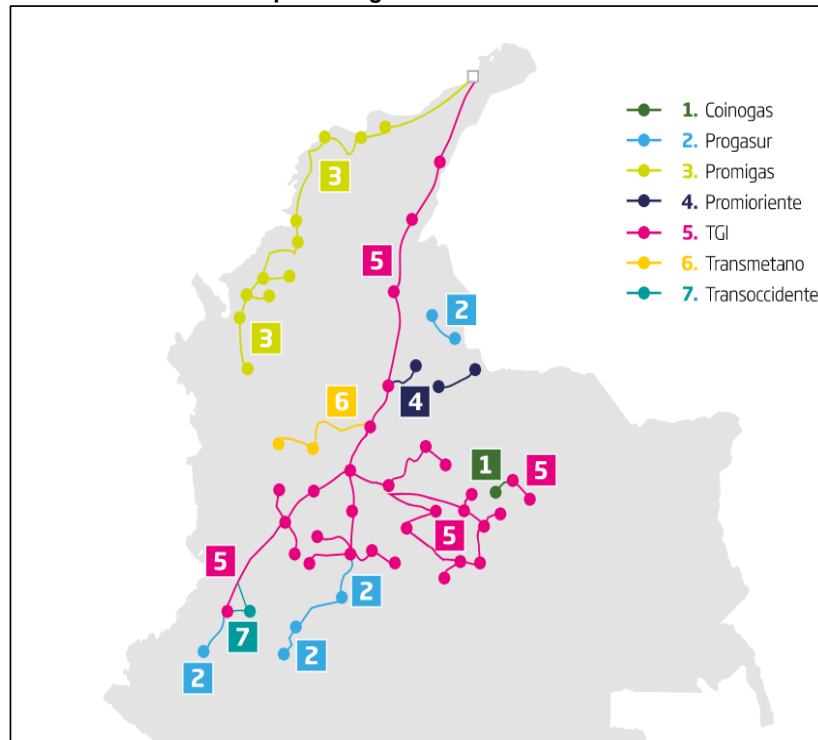 1. Coinogas
2. Progasur
3. Promigas
4. Promioriente
5. TGI
6. Transmetano
7. Transoccidente
3
5
2
3
6
4
1
5
5
5
2
7
2
2